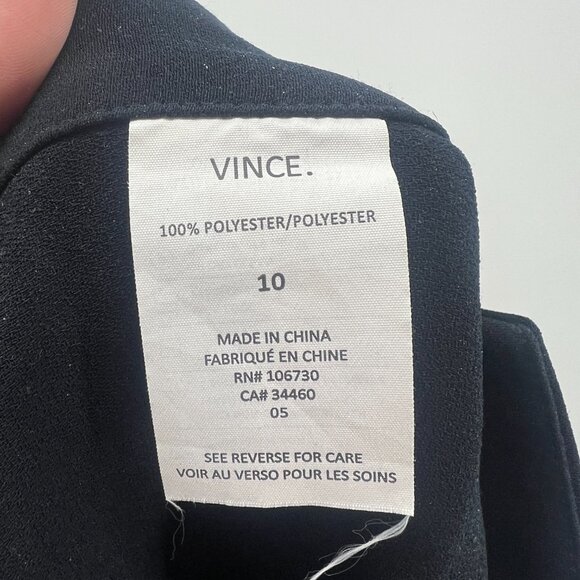 VINCE.
100% POLYESTER/POLYESTER
10
MADE IN CHINA
FABRIQUÉ EN CHINE
RN# 106730
CA# 34460
05
SEE REVERSE FOR CARE
VOIR AU VERSO POUR LES SOINS